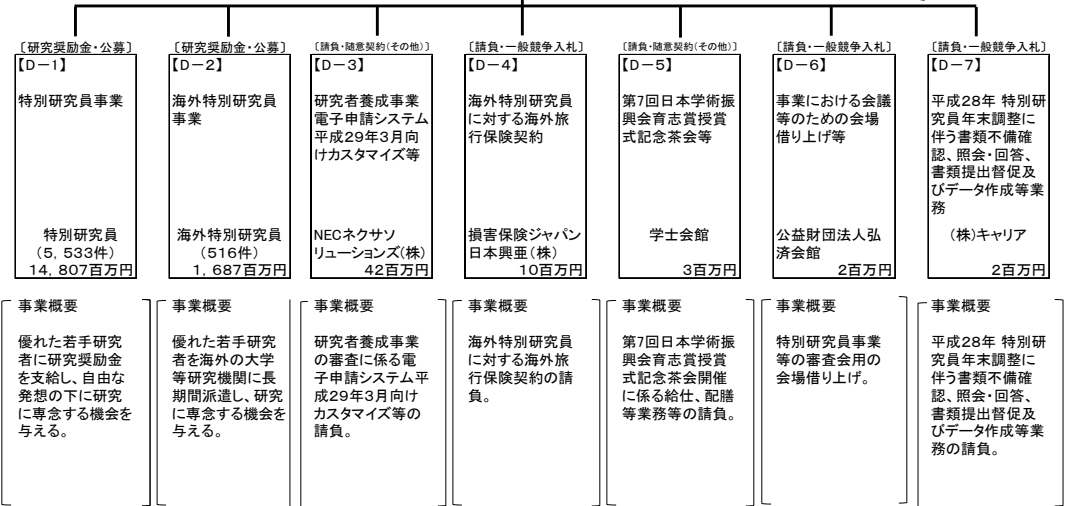 ［研究奨励金・公募］
【D－1】
特別研究員事業
特別研究員
（5，533件）
14，807百万円
［研究奨励金・公募］
【D－2】
海外特別研究員
事業
海外特別研究員
（516件）
1，687百万円
［請負・随意契約（その他）］
【D－3】
研究者養成事業
電子申請システム
平成29年3月向
けカスタマイズ等
NECネクサソ
リューションズ（株）
42百万円
［請負・一般競争入札］
【D－4】
海外特別研究員
に対する海外旅
行保険契約
損害保険ジャパン
日本興亜（株）
10百万円
［請負・随意契約（その他）］
【D－5】
第7回日本学術振
興会育志賞授賞
式記念茶会等
学士会館
3百万円
［請負・一般競争入札］
【D－6】
事業における会議
等のための会場
借り上げ等
公益財団法人弘
済会館
2百万円
［請負・一般競争入札］
【D－7】
平成28年 特別研
究員年末調整に
伴う書類不備確
認、照会・回答、
書類提出督促及
びデータ作成等業
務
（株）キャリア
2百万円
事業概要
優れた若手研究
者に研究奨励金
を支給し、自由な
発想の下に研究
に専念する機会を
与える。
事業概要
優れた若手研究
者を海外の大学
等研究機関に長
期間派遣し、研究
に専念する機会を
与える。
事業概要
研究者養成事業
の審査に係る電
子申請システム平
成29年3月向け
カスタマイズ等の
請負。
事業概要
海外特別研究員
に対する海外旅
行保険契約の請
負。
事業概要
第7回日本学術振
興会育志賞授賞
式記念茶会開催
に係る給仕、配膳
等業務等の請負。
事業概要
特別研究員事業
等の審査会用の
会場借り上げ。
事業概要
平成28年 特別研
究員年末調整に
伴う書類不備確
認、照会・回答、
書類提出督促及
びデータ作成等業
務の請負。